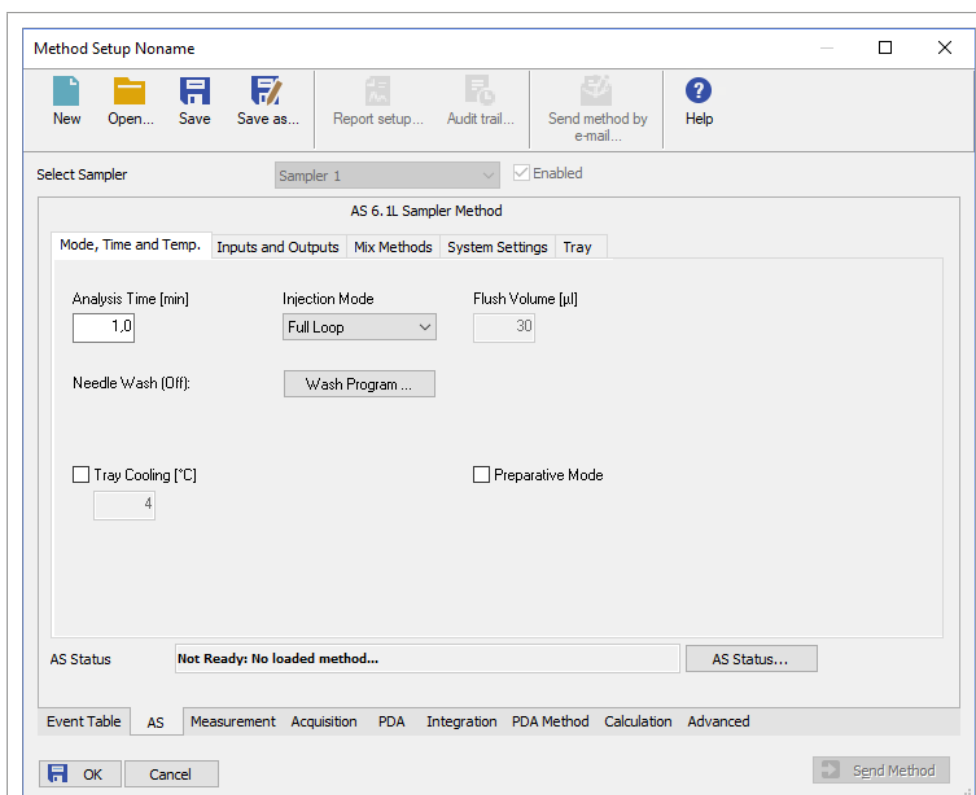 Method Setup Noname
New Open... Save Save as... Report setup... Audit trail... Send method by e-mail... Help
Select Sampler Sampler 1 Enabled
AS 6.1L Sampler Method
Mode, Time and Temp. Inputs and Outputs Mix Methods System Settings Tray
Analysis Time [min] Injection Mode Flush Volume [µl]
1,0 Full Loop 30
Needle Wash (Off): Wash Program ...
Tray Cooling [°C] Preparative Mode
4
AS Status Not Ready: No loaded method... AS Status...
Event Table AS Measurement Acquisition PDA Integration PDA Method Calculation Advanced
OK Cancel Send Method